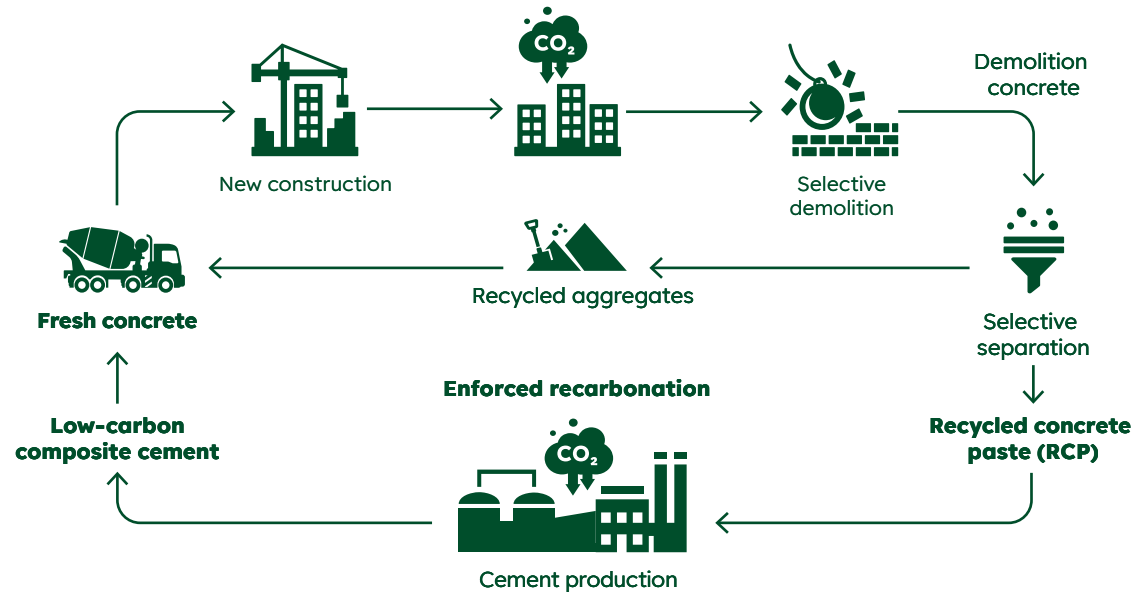 CO₂
Demolition
concrete
New construction
Selective
demolition
Recycled aggregates
Fresh concrete
Selective
separation
Enforced recarbonation
Low-carbon
composite cement
Recycled concrete
paste (RCP)
CO₂
Cement production